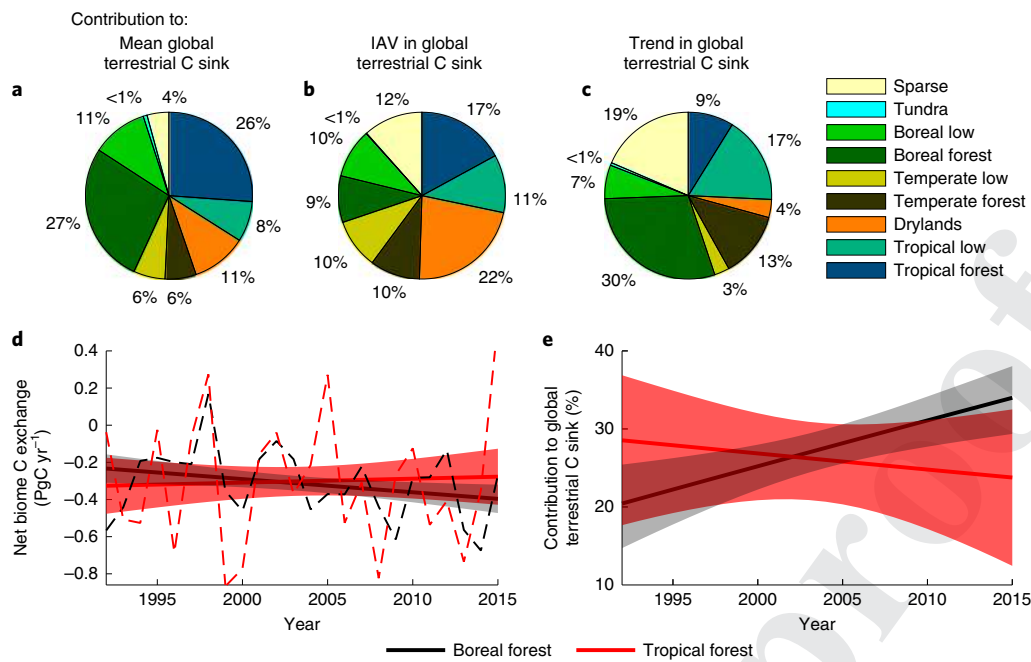 Contribution to:
Mean global
terrestrial C sink
IAV in global
terrestrial C sink
Trend in global
terrestrial C sink
a
<1%
4%
11%
26%
27%
8%
6%
6%
11%
b
<1%
12%
17%
10%
9%
11%
10%
10%
22%
c
19%
9%
<1%
17%
7%
4%
30%
3%
13%
Sparse
Tundra
Boreal low
Boreal forest
Temperate low
Temperate forest
Drylands
Tropical low
Tropical forest
d
Net biome C exchange
(PgC yr⁻¹)
0.4
0.2
0
−0.2
−0.4
−0.6
−0.8
1995
2000
2005
2010
2015
Year
e
Contribution to global
terrestrial C sink (%)
40
30
20
10
1995
2000
2005
2010
2015
Year
Boreal forest
Tropical forest
proof